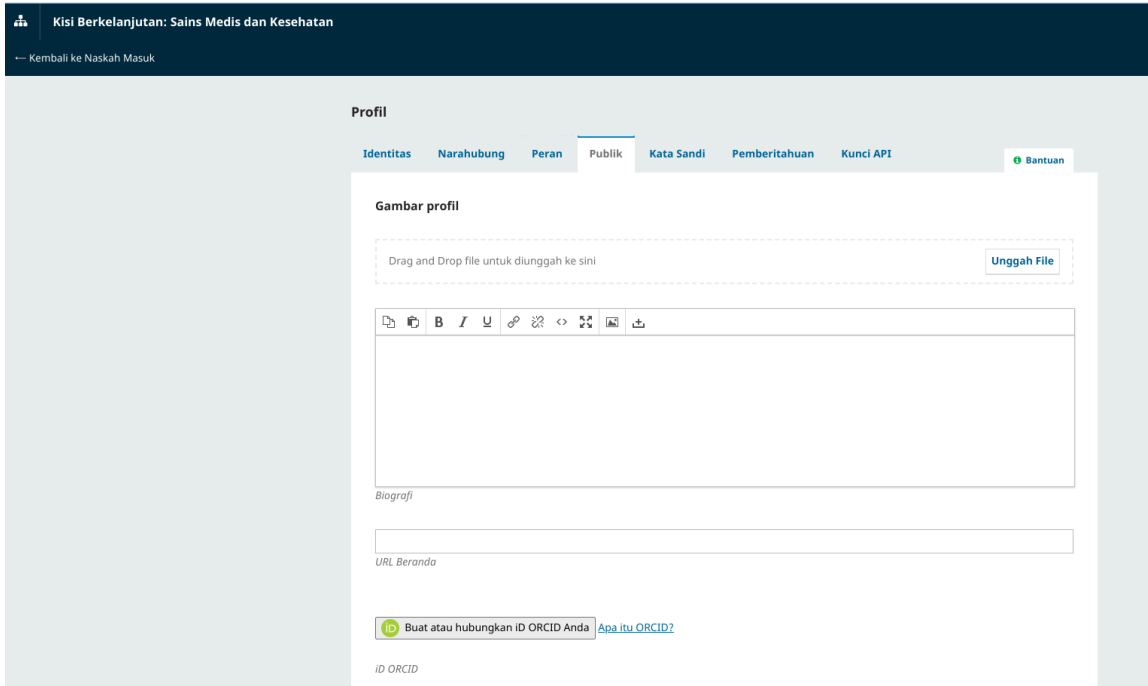 Kisi Berkelanjutan: Sains Medis dan Kesehatan
← Kembali ke Naskah Masuk
Profil
Identitas Narahubung Peran Publik Kata Sandi Pemberitahuan Kunci API Bantuan
Gambar profil
Drag and Drop file untuk diunggah ke sini Unggah File
B I U
Biografi
URL Beranda
iD Buat atau hubungkan iD ORCID Anda Apa itu ORCID?
iD ORCID